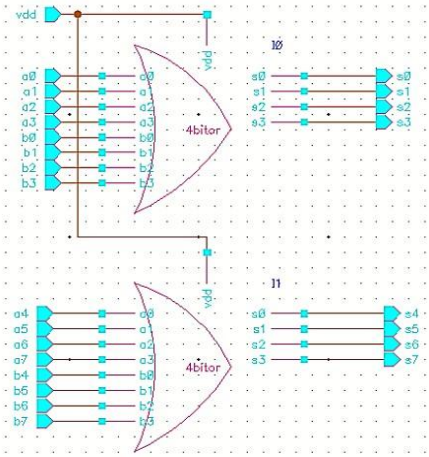 vdd
vdd
I0
a0 a0 s0 s0
a1 a1 s1 s1
a2 a2 s2 s2
a3 a3 s3 s3
4bitor
b0 b0
b1 b1
b2 b2
b3 b3
vdd
I1
a4 a0 s0 s4
a5 a1 s1 s5
a6 a2 s2 s6
a7 a3 s3 s7
4bitor
b4 b0
b5 b1
b6 b2
b7 b3